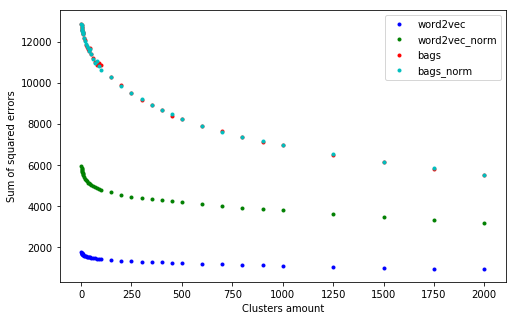 word2vec
word2vec_norm
bags
bags_norm
12000
10000
8000
6000
4000
2000
Sum of squared errors
0 250 500 750 1000 1250 1500 1750 2000
Clusters amount